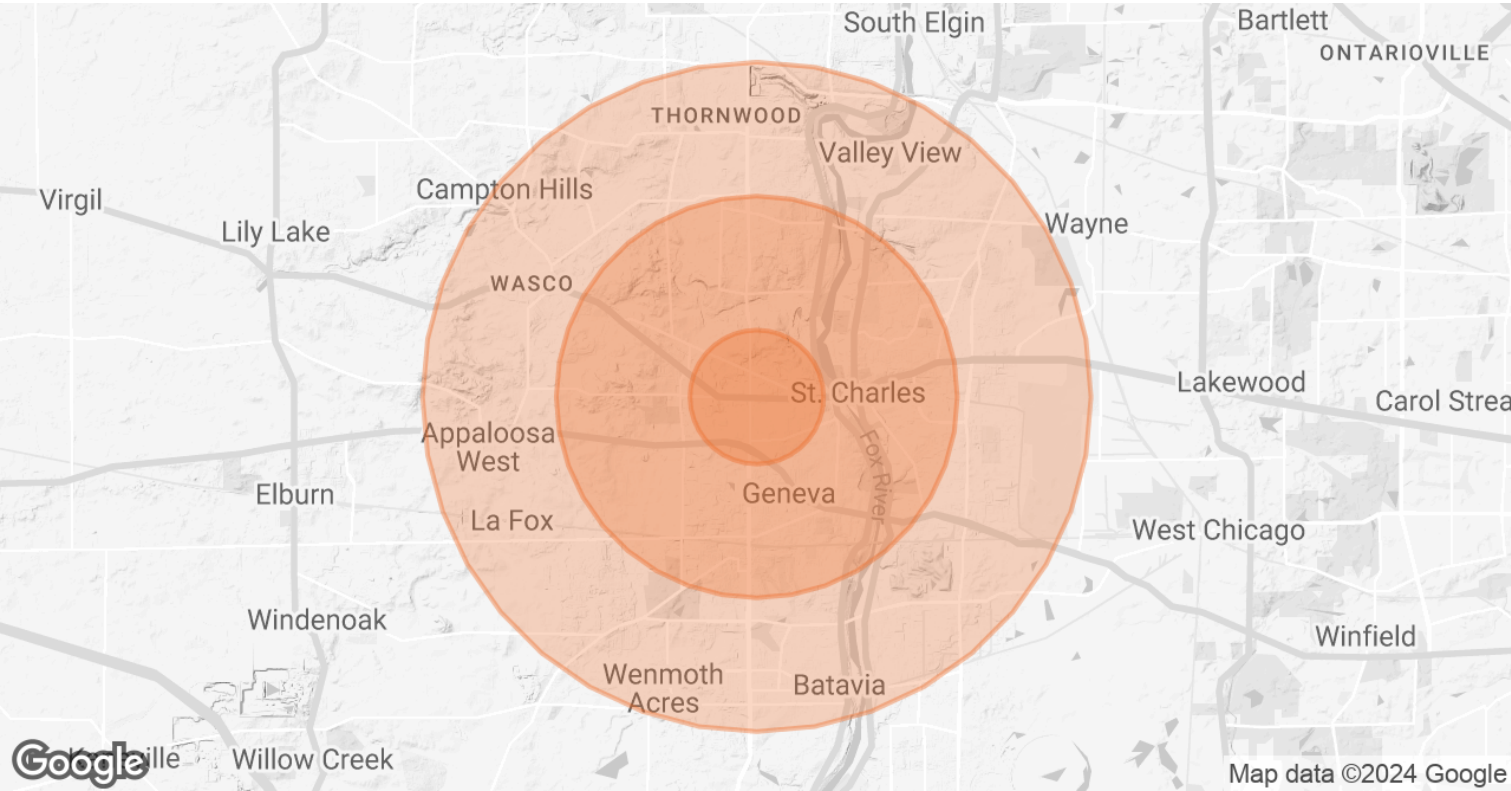 South Elgin
Bartlett
ONTARIOVILLE
THORNWOOD
Valley View
Campton Hills
Virgil
Lily Lake
Wayne
WASCO
Lakewood
St. Charles
Carol Strea
Appaloosa
West
Fox River
Elburn
Geneva
La Fox
West Chicago
Windenoak
Winfield
Wenmoth
Acres
Batavia
Willow Creek
Google
Map data ©2024 Google